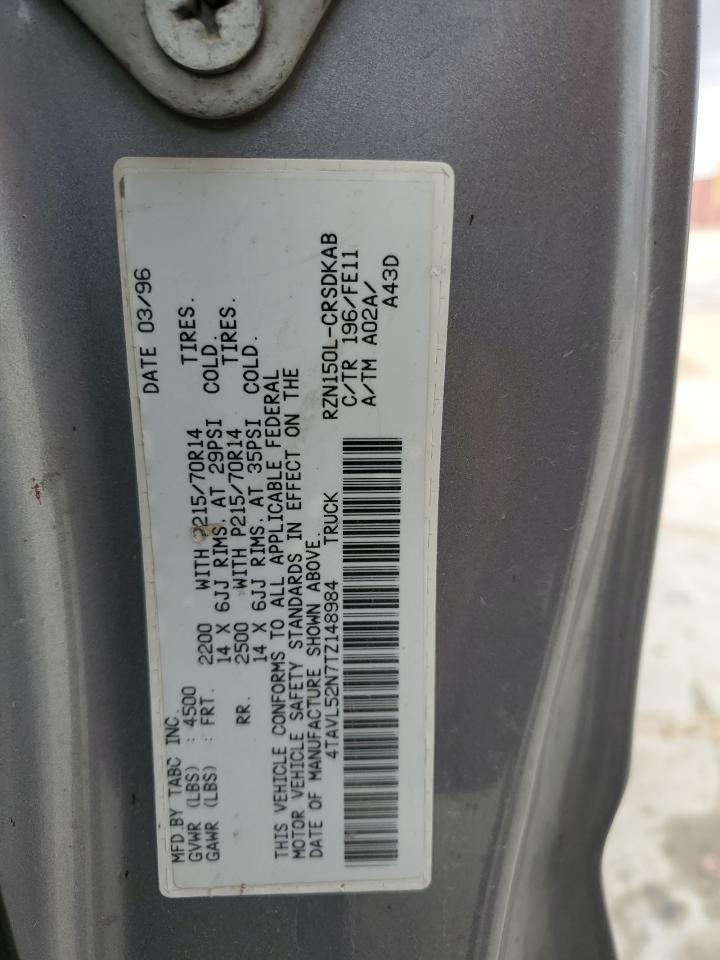 MFD.BY TABC INC. DATE 03/96
GVWR (LBS) : 4500
GAWR (LBS) : FRT. 2200 WITH P215/70R14 TIRES.
14 X 6JJ RIMS. AT 29PSI COLD.
RR. 2500 WITH P215/70R14 TIRES.
14 X 6JJ RIMS. AT 35PSI COLD.
THIS VEHICLE CONFORMS TO ALL APPLICABLE FEDERAL
MOTOR VEHICLE SAFETY STANDARDS IN EFFECT ON THE
DATE OF MANUFACTURE SHOWN ABOVE.
4TAVL52N7TZ148984 TRUCK RZN150L-CRSDKAB
C/TR 196/FE11
A/TM A02A/
A43D